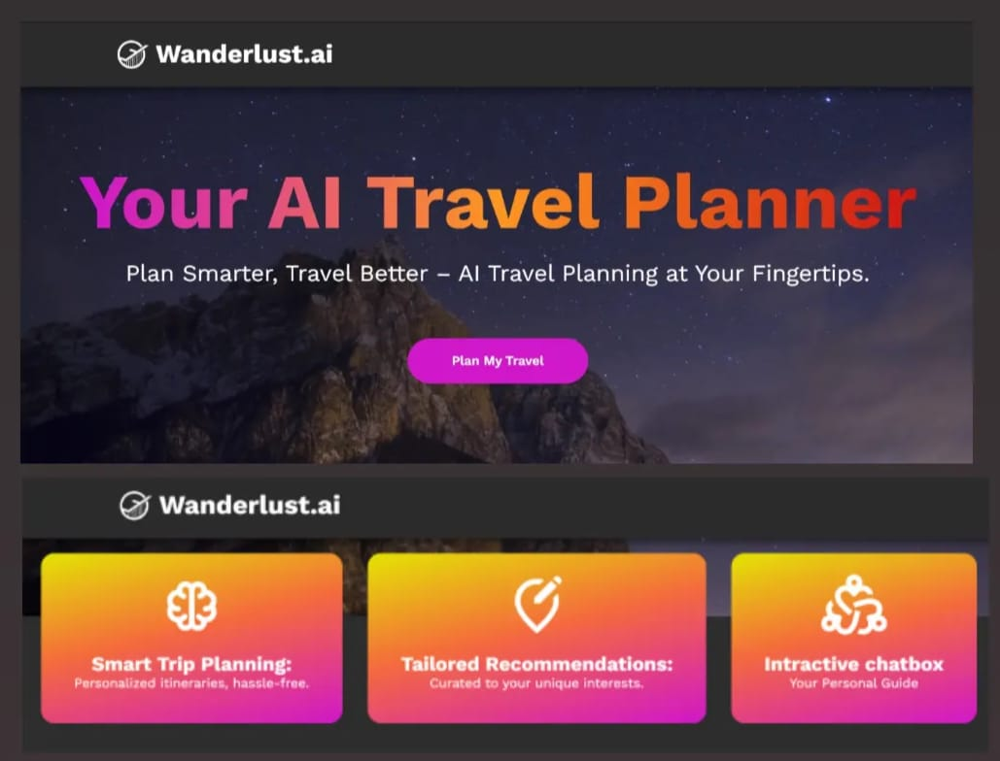 Wanderlust.ai
Your AI Travel Planner
Plan Smarter, Travel Better – AI Travel Planning at Your Fingertips.
Plan My Travel
Wanderlust.ai
Smart Trip Planning:
Personalized itineraries, hassle-free.
Tailored Recommendations:
Curated to your unique interests.
Intractive chatbox
Your Personal Guide